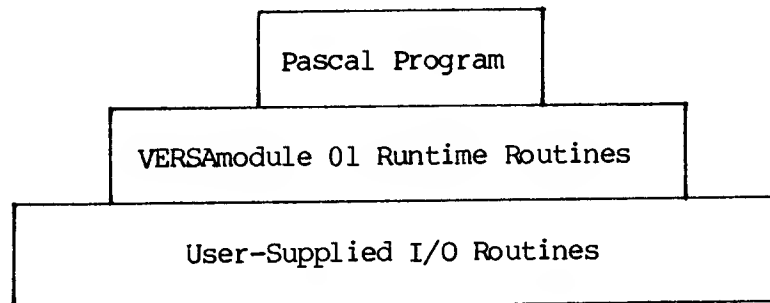 Pascal Program
VERSAmodule 01 Runtime Routines
User-Supplied I/O Routines